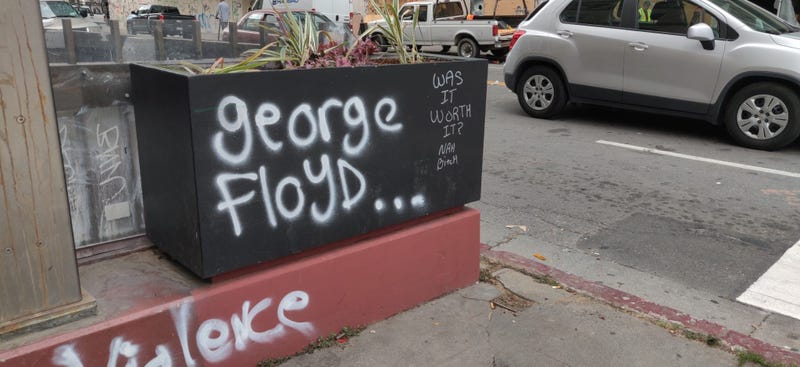 george
Floyd...
WAS
IT
WORTH
IT?
NAH
Bitch
Violence